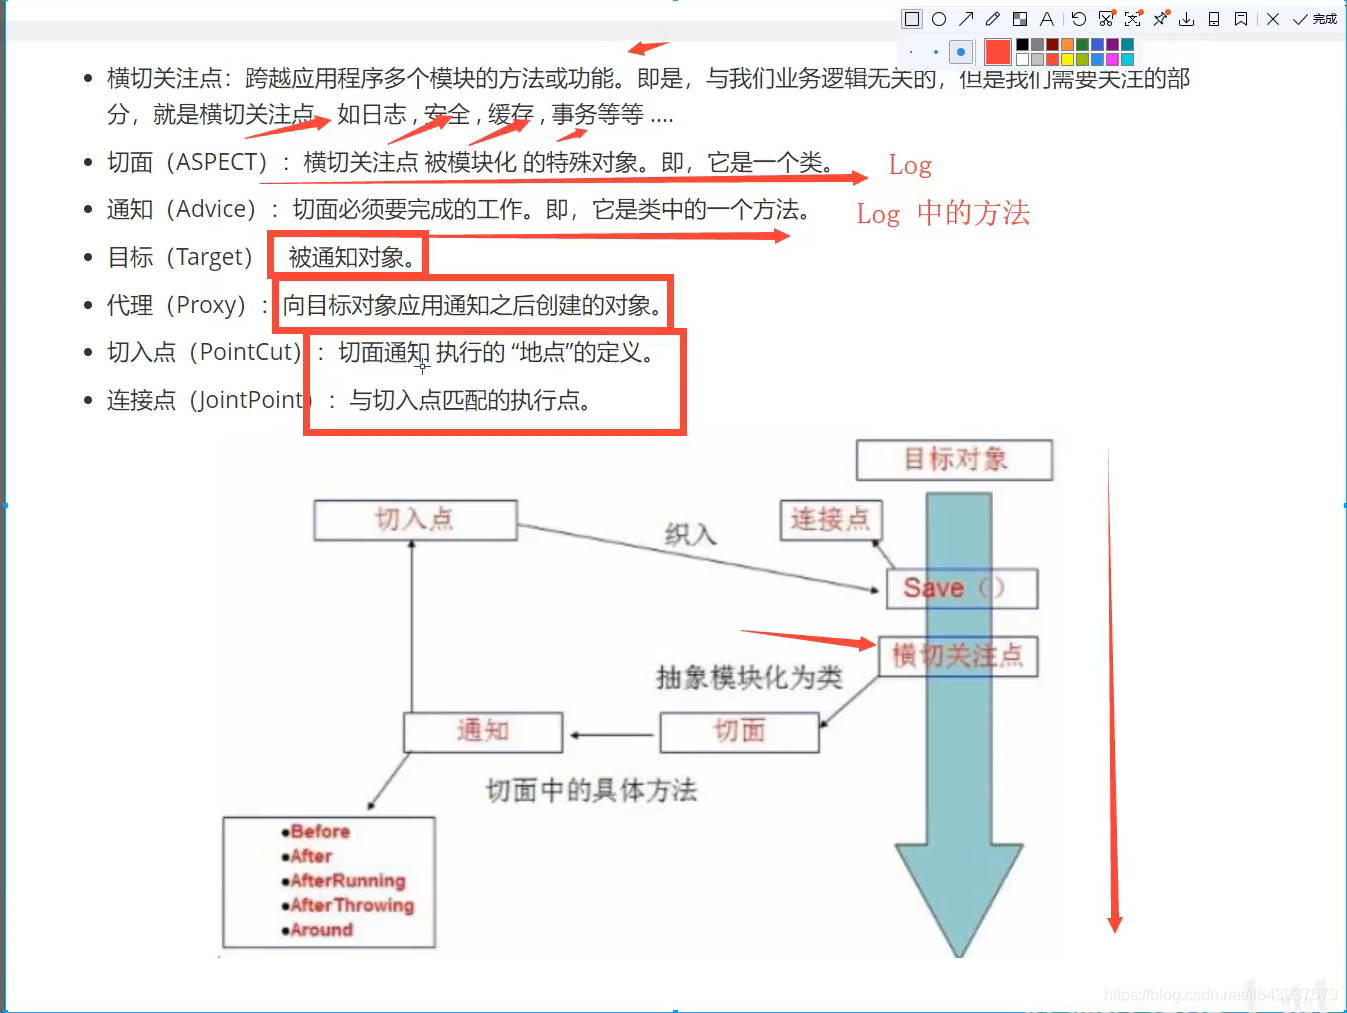 完成
横切关注点：跨越应用程序多个模块的方法或功能。即是，与我们业务逻辑无关的，但是我们需要关注的部
分，就是横切关注点。如日志 , 安全 , 缓存 , 事务等等 ....
切面（ASPECT）：横切关注点 被模块化 的特殊对象。即，它是一个类。
Log
通知（Advice）：切面必须要完成的工作。即，它是类中的一个方法。
Log 中的方法
目标（Target） 被通知对象。
代理（Proxy）：向目标对象应用通知之后创建的对象。
切入点（PointCut）：切面通知 执行的 “地点”的定义。
连接点（JointPoint）：与切入点匹配的执行点。
目标对象
切入点
织入
连接点
Save（）
横切关注点
抽象模块化为类
通知
切面
切面中的具体方法
●Before
●After
●AfterRunning
●AfterThrowing
●Around
https://blog.csdn.net/li643937579